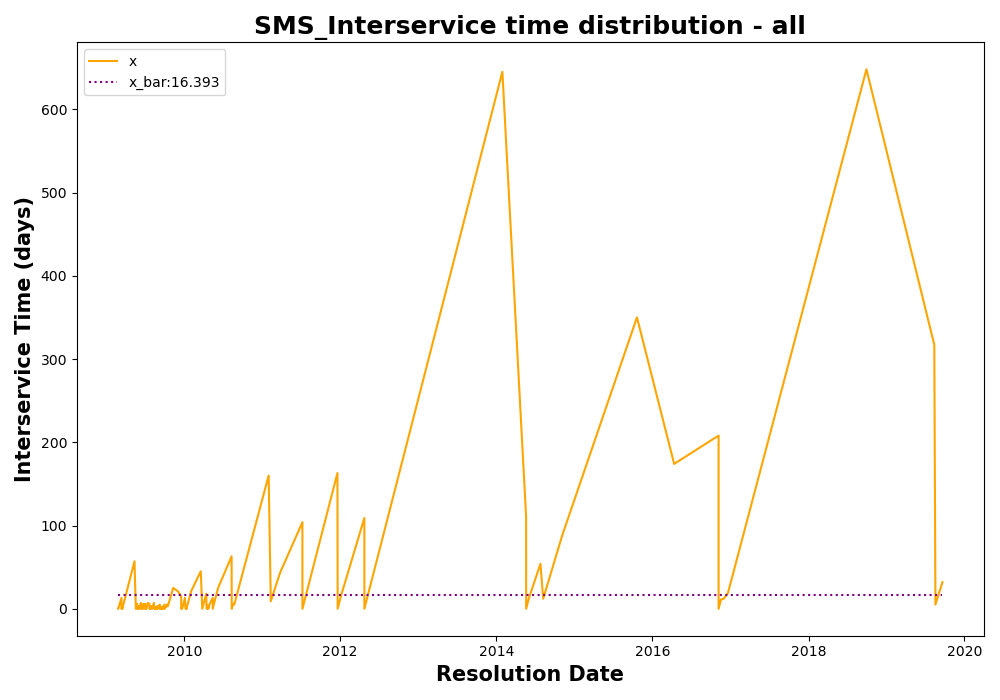 SMS_Interservice time distribution - all
x
x_bar:16.393
Interservice Time (days)
600
500
400
300
200
100
0
2010
2012
2014
2016
2018
2020
Resolution Date